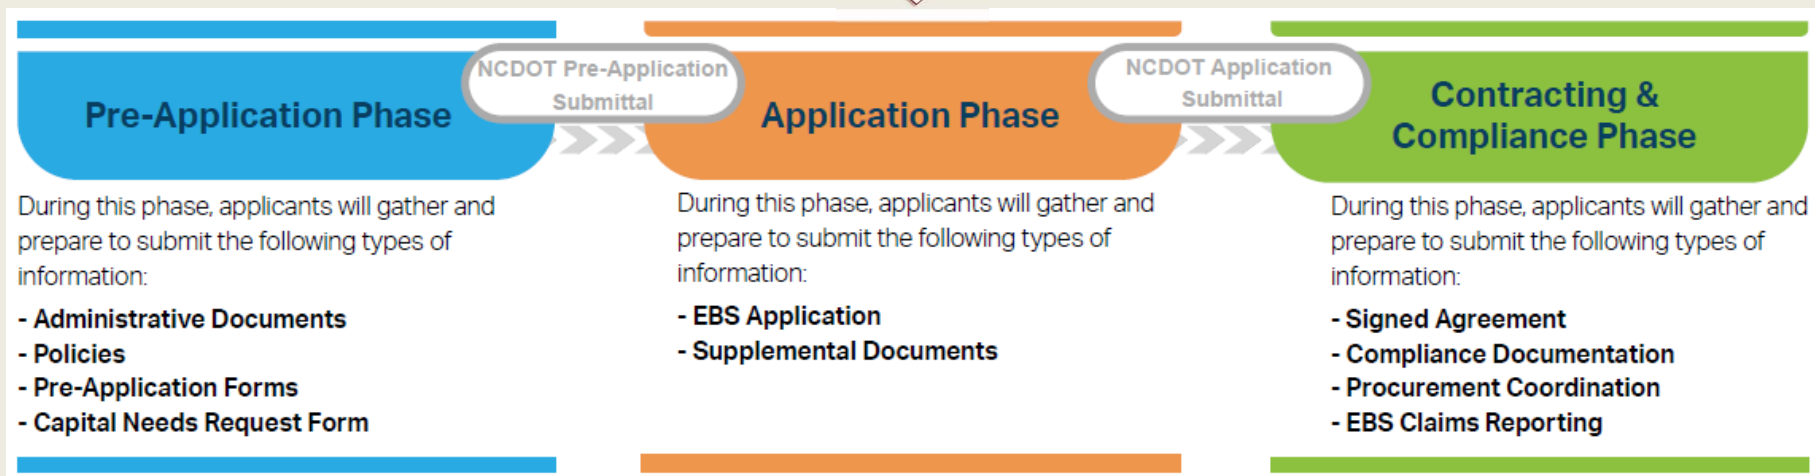 Pre-Application Phase
NCDOT Pre-Application
Submittal
Application Phase
NCDOT Application
Submittal
Contracting &
Compliance Phase
During this phase, applicants will gather and
prepare to submit the following types of
information:
- Administrative Documents
- Policies
- Pre-Application Forms
- Capital Needs Request Form
During this phase, applicants will gather and
prepare to submit the following types of
information:
- EBS Application
- Supplemental Documents
During this phase, applicants will gather and
prepare to submit the following types of
information:
- Signed Agreement
- Compliance Documentation
- Procurement Coordination
- EBS Claims Reporting